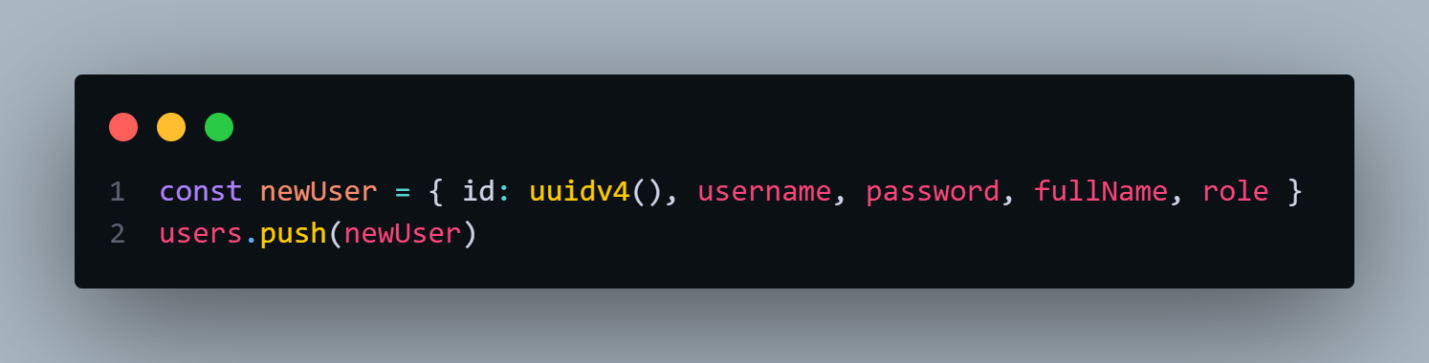 1 const newUser = { id: uuidv4(), username, password, fullName, role }
2 users.push(newUser)